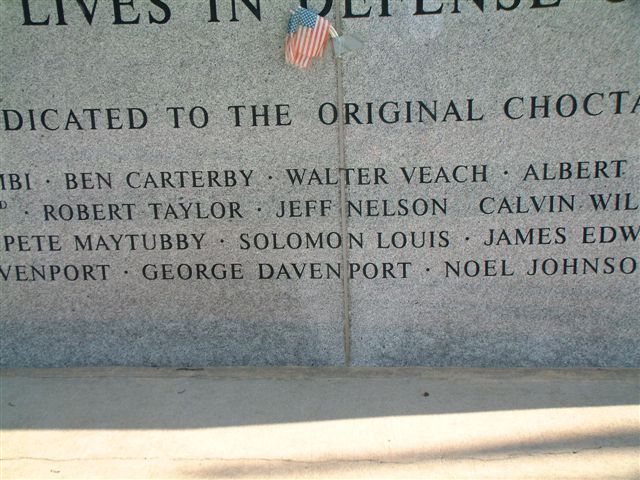 LIVES IN DEFENSE
DICATED TO THE ORIGINAL CHOCTA
MBI · BEN CARTERBY · WALTER VEACH · ALBERT
D · ROBERT TAYLOR · JEFF NELSON CALVIN WIL
PETE MAYTUBBY · SOLOMON LOUIS · JAMES EDW
VENPORT · GEORGE DAVENPORT · NOEL JOHNSO